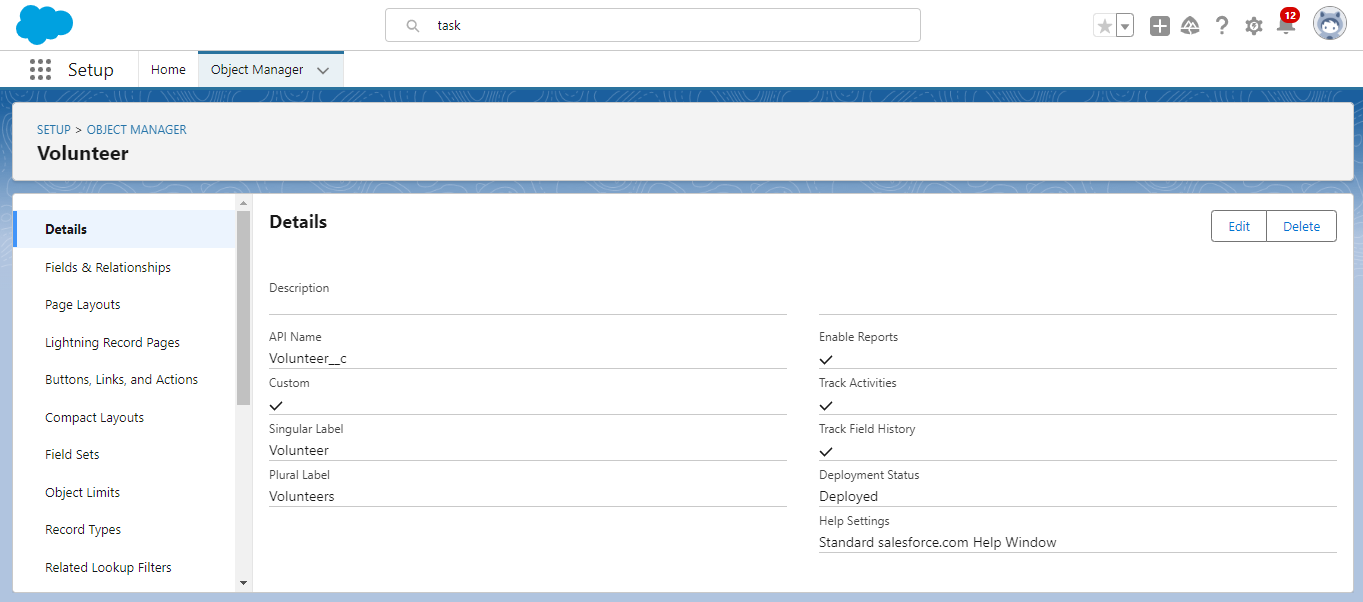 task
12
Setup
Home
Object Manager
SETUP > OBJECT MANAGER
Volunteer
Details
Fields & Relationships
Page Layouts
Lightning Record Pages
Buttons, Links, and Actions
Compact Layouts
Field Sets
Object Limits
Record Types
Related Lookup Filters
Details
Edit
Delete
Description
API Name
Volunteer__c
Custom
Singular Label
Volunteer
Plural Label
Volunteers
Enable Reports
Track Activities
Track Field History
Deployment Status
Deployed
Help Settings
Standard salesforce.com Help Window